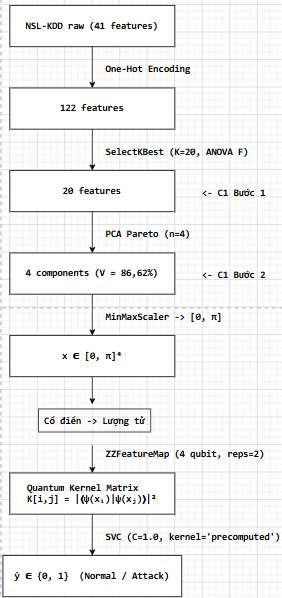 NSL-KDD raw (41 features)
One-Hot Encoding
122 features
SelectKBest (K=20, ANOVA F)
20 features
<- C1 Bước 1
PCA Pareto (n=4)
4 components (V = 86,62%)
<- C1 Bước 2
MinMaxScaler -> [0, π]
x ∈ [0, π]⁴
Cổ điển -> Lượng tử
ZZFeatureMap (4 qubit, reps=2)
Quantum Kernel Matrix
K[i,j] = |⟨ψ(xᵢ)|ψ(xⱼ)⟩|²
SVC (C=1.0, kernel='precomputed')
ŷ ∈ {0, 1} (Normal / Attack)